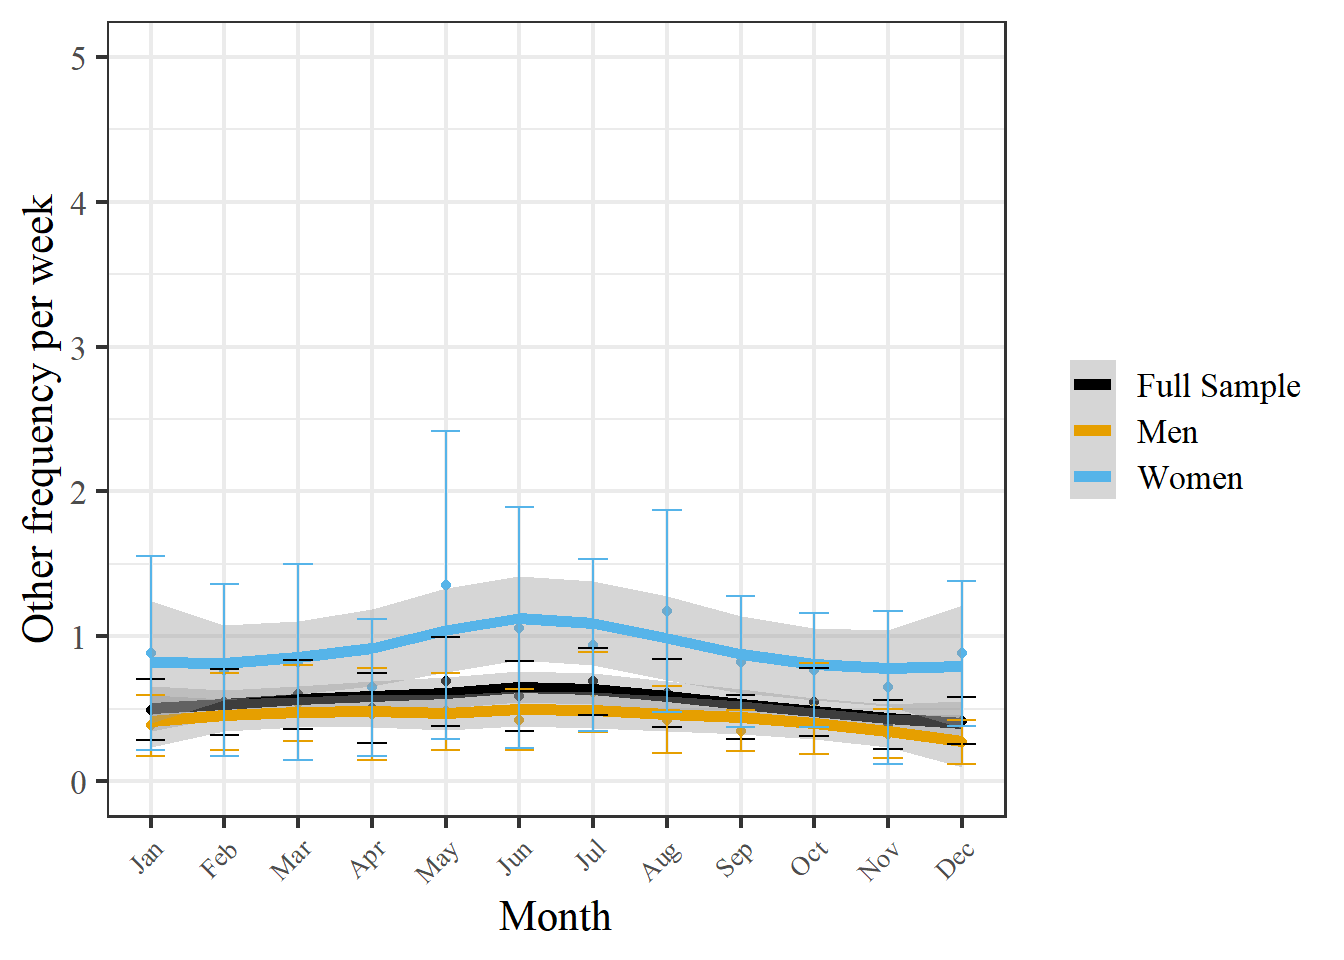 Other frequency per week
5
4
3
2
1
0
Jan
Feb
Mar
Apr
May
Jun
Jul
Aug
Sep
Oct
Nov
Dec
Month
Full Sample
Men
Women